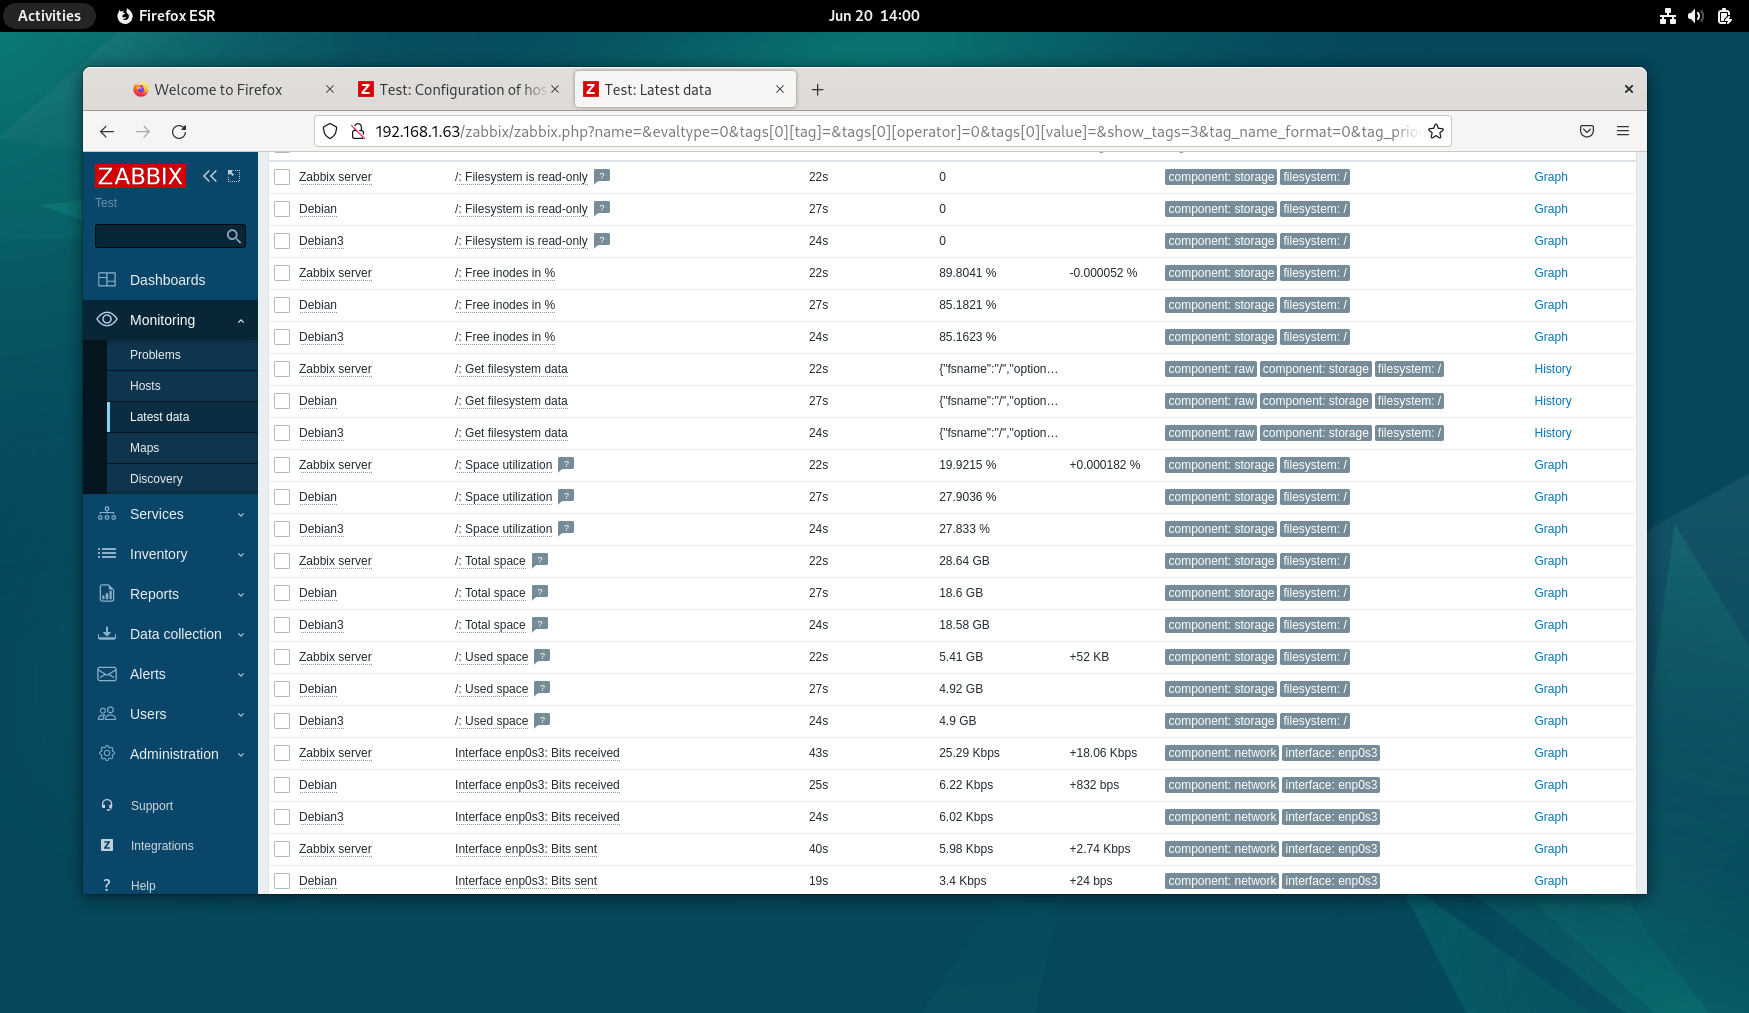 Activities Firefox ESR Jun 20 14:00
Welcome to Firefox Test: Configuration of hos Test: Latest data
192.168.1.63/zabbix/zabbix.php?name=&evaltype=0&tags[0][tag]=&tags[0][operator]=0&tags[0][value]=&show_tags=3&tag_name_format=0&tag_prio
ZABBIX
Test
Dashboards
Monitoring
Problems
Hosts
Latest data
Maps
Discovery
Services
Inventory
Reports
Data collection
Alerts
Users
Administration
Support
Z Integrations
? Help
Zabbix server /: Filesystem is read-only ? 22s 0 component: storage filesystem: / Graph
Debian /: Filesystem is read-only ? 27s 0 component: storage filesystem: / Graph
Debian3 /: Filesystem is read-only ? 24s 0 component: storage filesystem: / Graph
Zabbix server /: Free inodes in % 22s 89.8041 % -0.000052 % component: storage filesystem: / Graph
Debian /: Free inodes in % 27s 85.1821 % component: storage filesystem: / Graph
Debian3 /: Free inodes in % 24s 85.1623 % component: storage filesystem: / Graph
Zabbix server /: Get filesystem data 22s {"fsname":"/","option… component: raw component: storage filesystem: / History
Debian /: Get filesystem data 27s {"fsname":"/","option… component: raw component: storage filesystem: / History
Debian3 /: Get filesystem data 24s {"fsname":"/","option… component: raw component: storage filesystem: / History
Zabbix server /: Space utilization ? 22s 19.9215 % +0.000182 % component: storage filesystem: / Graph
Debian /: Space utilization ? 27s 27.9036 % component: storage filesystem: / Graph
Debian3 /: Space utilization ? 24s 27.833 % component: storage filesystem: / Graph
Zabbix server /: Total space ? 22s 28.64 GB component: storage filesystem: / Graph
Debian /: Total space ? 27s 18.6 GB component: storage filesystem: / Graph
Debian3 /: Total space ? 24s 18.58 GB component: storage filesystem: / Graph
Zabbix server /: Used space ? 22s 5.41 GB +52 KB component: storage filesystem: / Graph
Debian /: Used space ? 27s 4.92 GB component: storage filesystem: / Graph
Debian3 /: Used space ? 24s 4.9 GB component: storage filesystem: / Graph
Zabbix server Interface enp0s3: Bits received 43s 25.29 Kbps +18.06 Kbps component: network interface: enp0s3 Graph
Debian Interface enp0s3: Bits received 25s 6.22 Kbps +832 bps component: network interface: enp0s3 Graph
Debian3 Interface enp0s3: Bits received 24s 6.02 Kbps component: network interface: enp0s3 Graph
Zabbix server Interface enp0s3: Bits sent 40s 5.98 Kbps +2.74 Kbps component: network interface: enp0s3 Graph
Debian Interface enp0s3: Bits sent 19s 3.4 Kbps +24 bps component: network interface: enp0s3 Graph